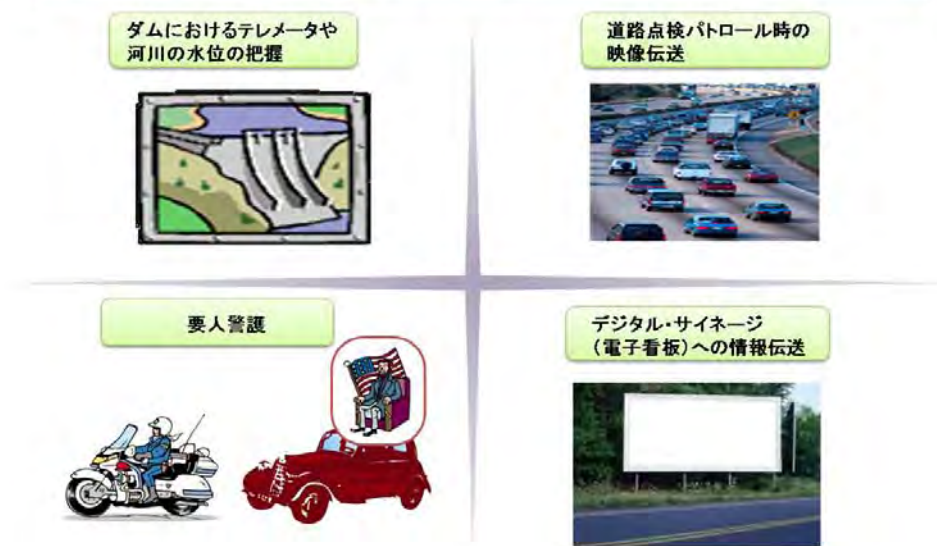 ダムにおけるテレメータや
河川の水位の把握
道路点検パトロール時の
映像伝送
要人警護
デジタル・サイネージ
（電子看板）への情報伝送